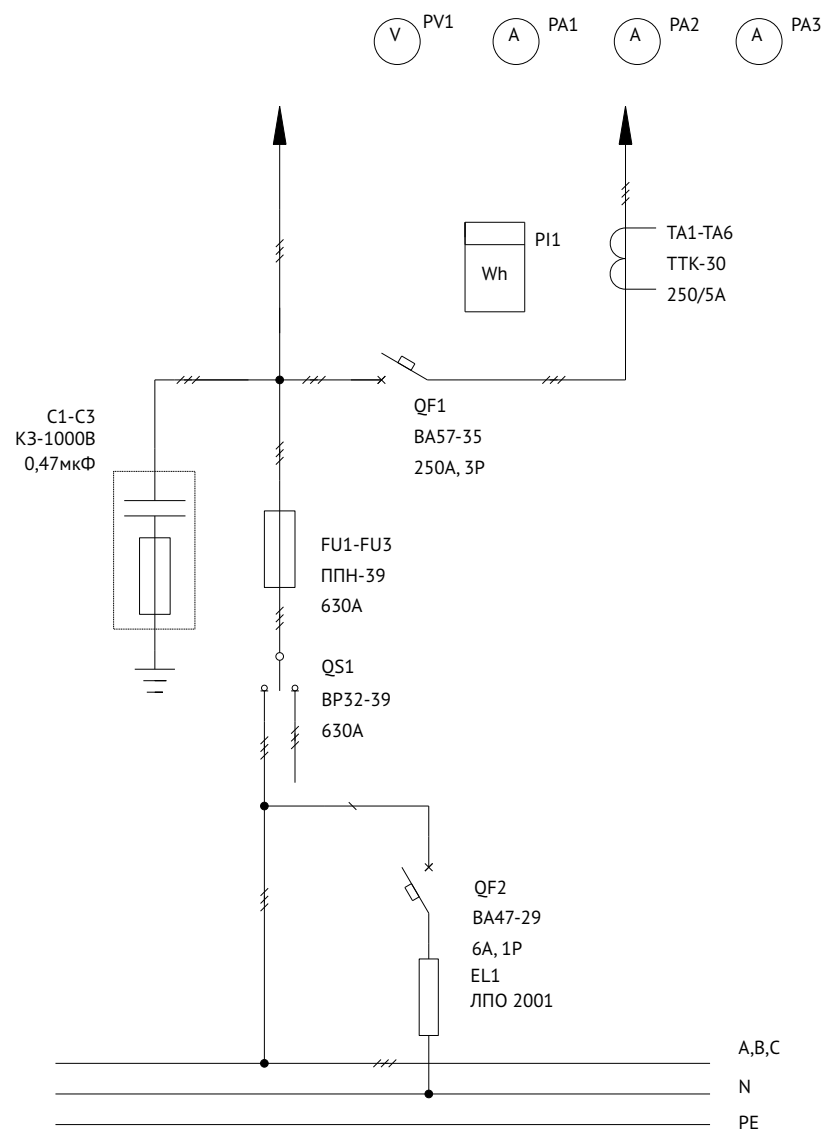 V PV1 A PA1 A PA2 A PA3
PI1
Wh
TA1-TA6
ТТК-30
250/5А
C1-C3
КЗ-1000В
0,47мкФ
QF1
ВА57-35
250А, 3Р
FU1-FU3
ППН-39
630А
QS1
ВР32-39
630А
QF2
ВА47-29
6А, 1Р
EL1
ЛПО 2001
A,B,C
N
PE